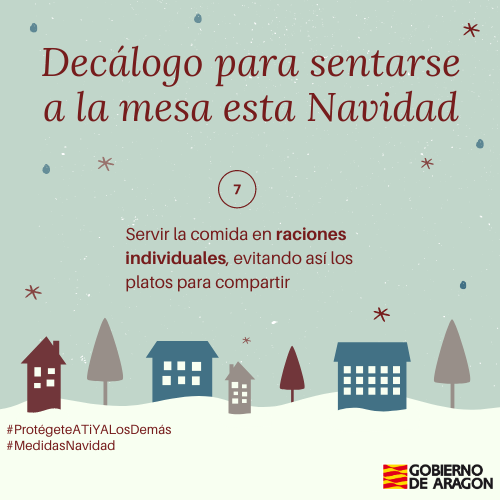 Decálogo para sentarse
a la mesa esta Navidad
7
Servir la comida en raciones
individuales, evitando así los
platos para compartir
#ProtégeteATiYALosDemás
#MedidasNavidad
GOBIERNO
DE ARAGON